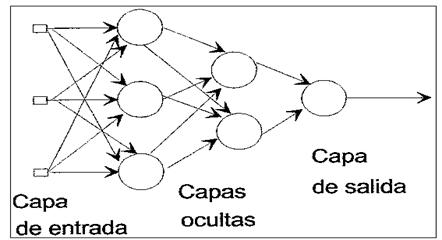 Capa
de entrada
Capas
ocultas
Capa
de salida